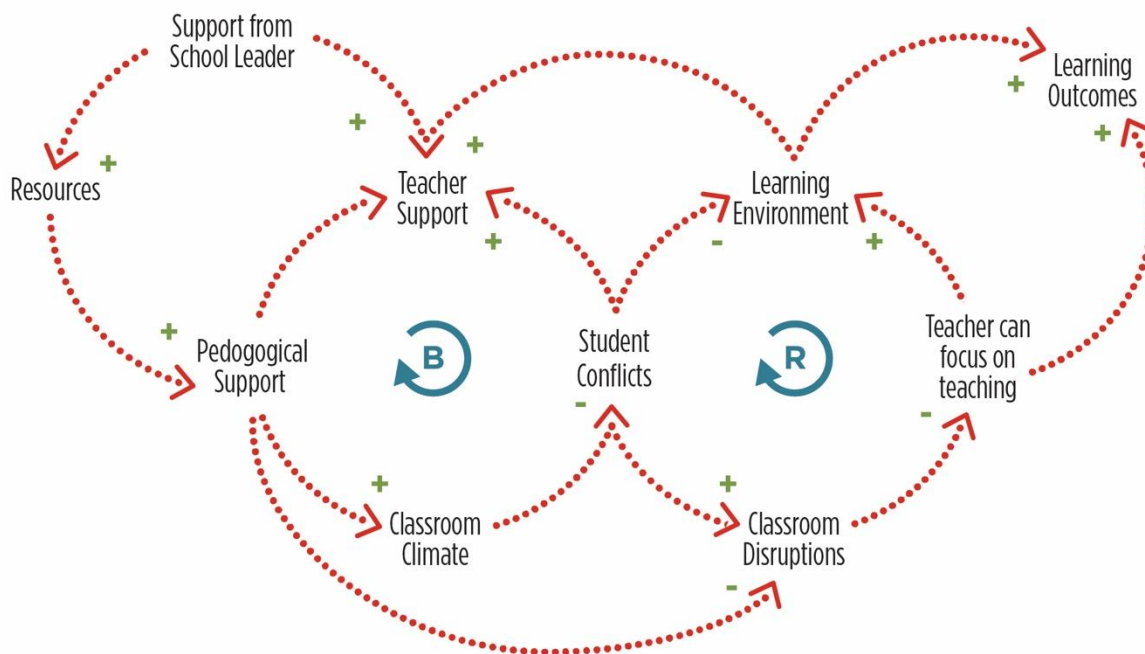 Support from
School Leader
Learning
Outcomes
+
+
+
+
+
Resources
Teacher
Support
Learning
Environment
+
-
+
+
Pedogogical
Support
B
Student
Conflicts
R
Teacher can
focus on
teaching
-
-
+
+
Classroom
Climate
Classroom
Disruptions
-